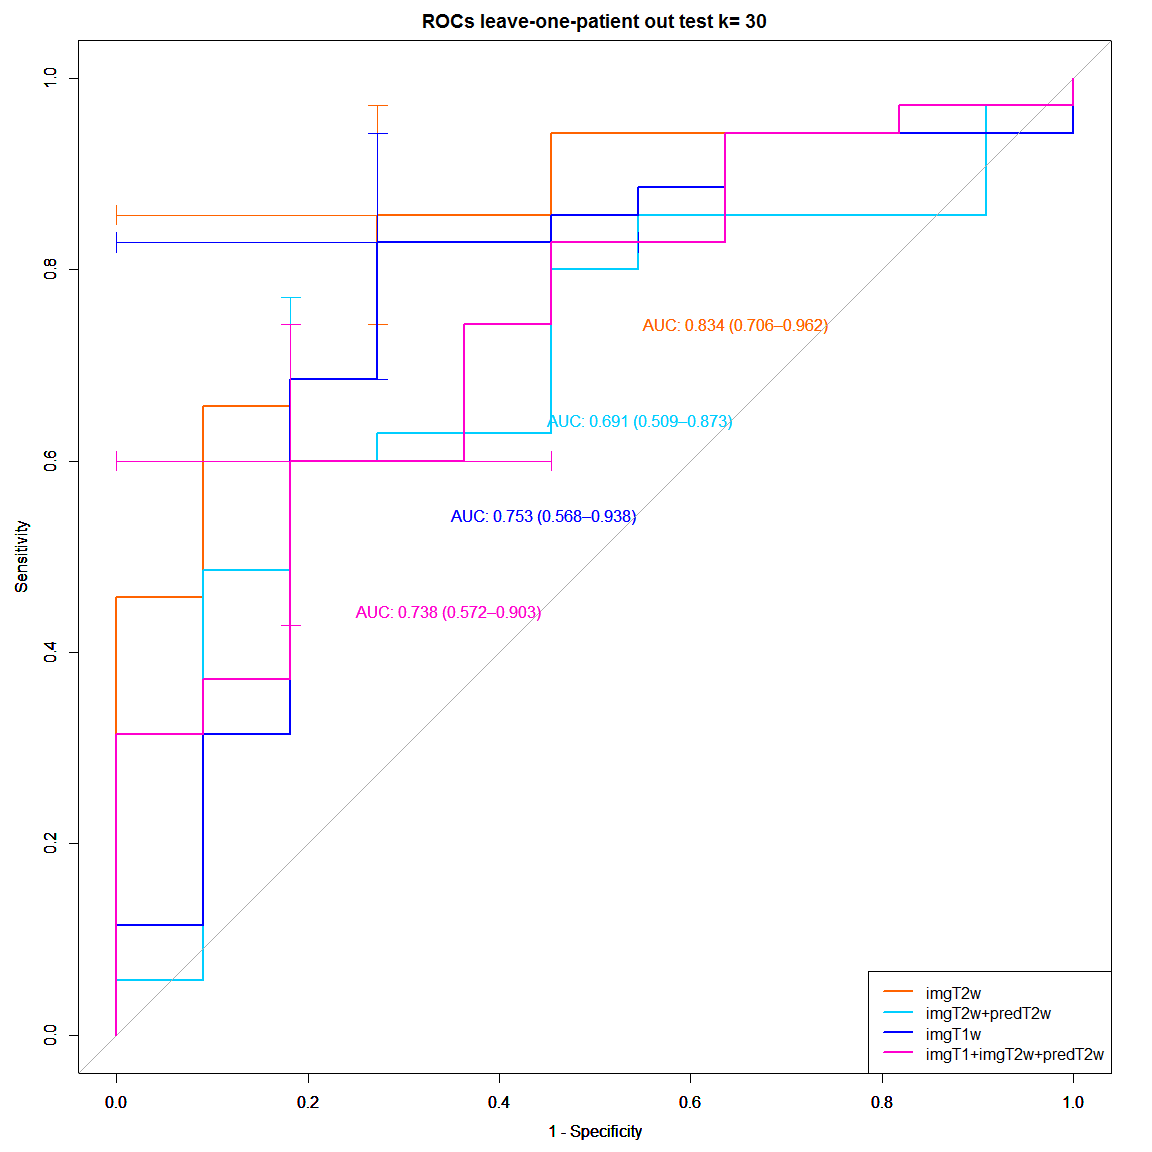 ROCs leave-one-patient out test k= 30
Sensitivity
1.0
0.8
0.6
0.4
0.2
0.0
AUC: 0.834 (0.706–0.962)
AUC: 0.691 (0.509–0.873)
AUC: 0.753 (0.568–0.938)
AUC: 0.738 (0.572–0.903)
imgT2w
imgT2w+predT2w
imgT1w
imgT1+imgT2w+predT2w
0.0
0.2
0.4
0.6
0.8
1.0
1 - Specificity